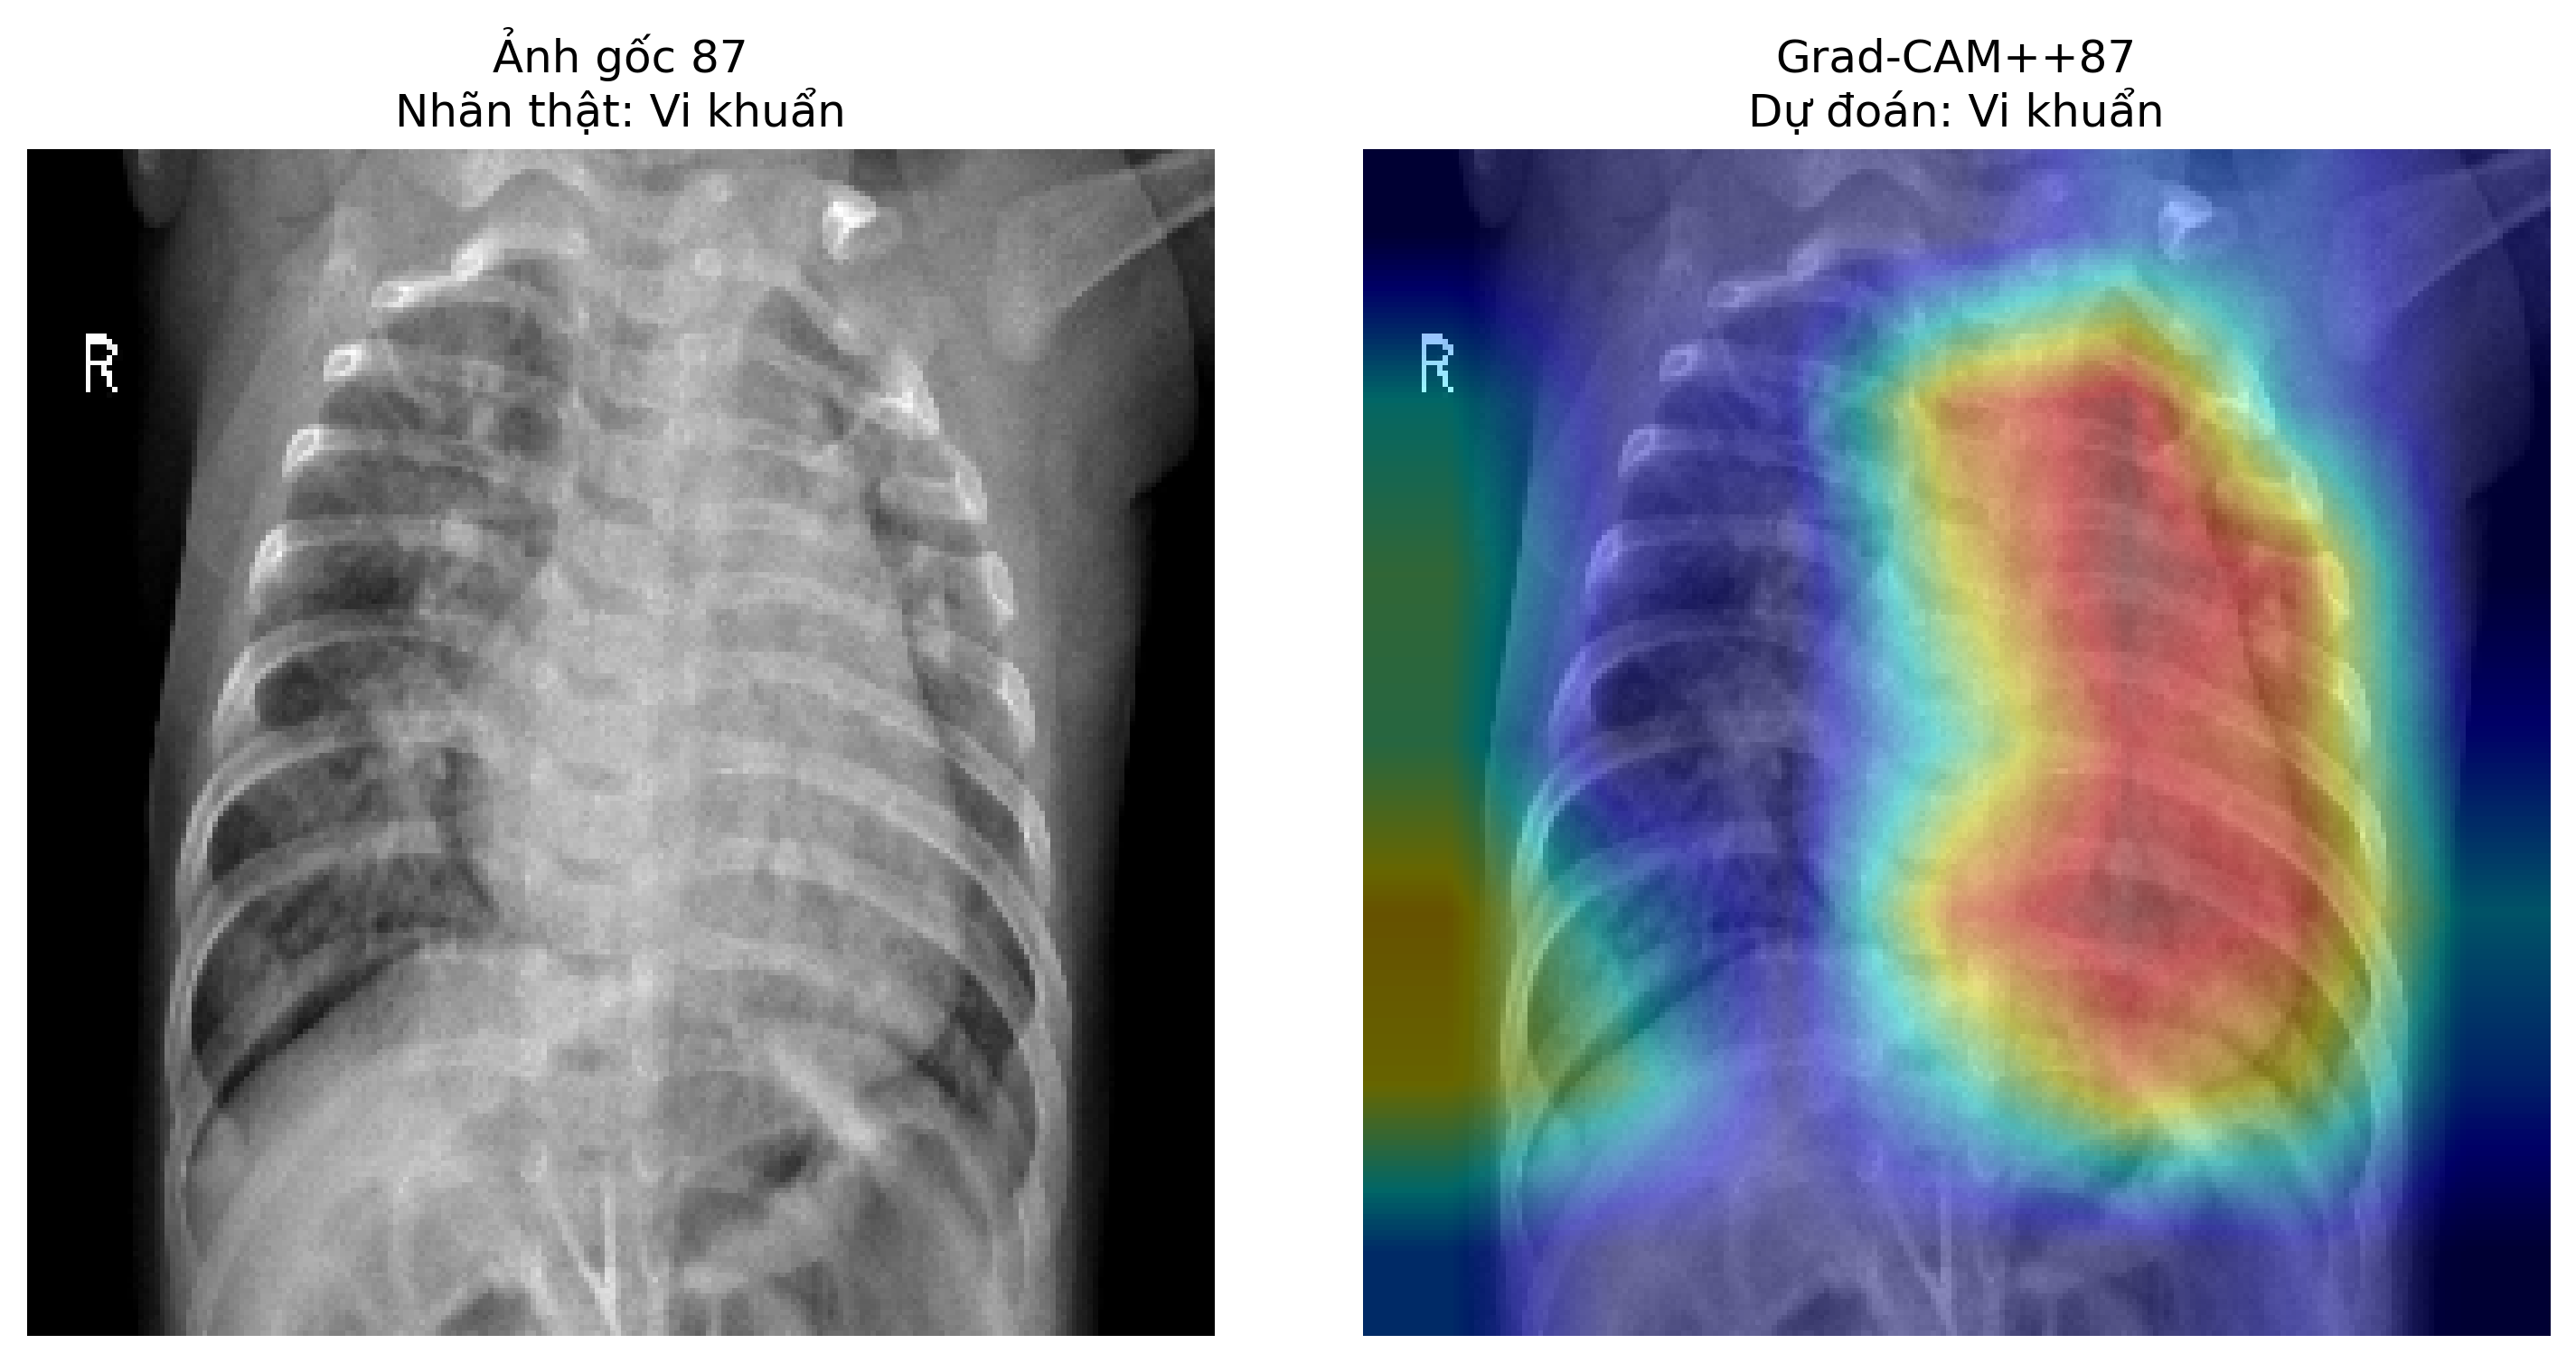 Ảnh gốc 87
Nhãn thật: Vi khuẩn
Grad-CAM++87
Dự đoán: Vi khuẩn
R
R